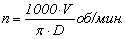 n = 1000·V / π·D об/мин.